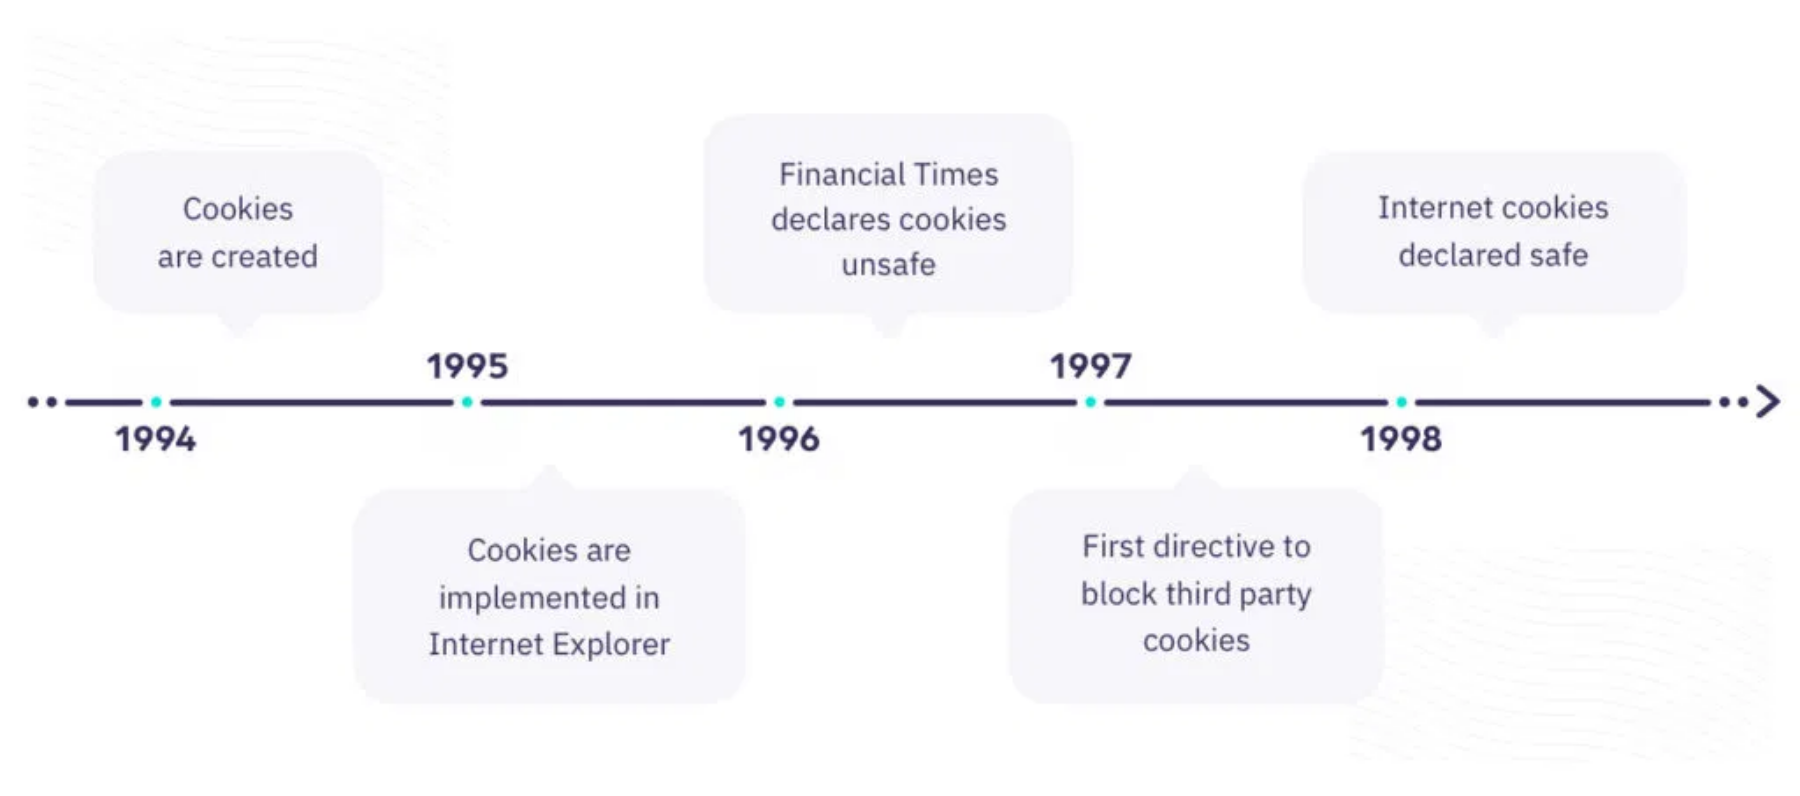 Cookies
are created
1994
1995
Cookies are
implemented in
Internet Explorer
Financial Times
declares cookies
unsafe
1996
1997
First directive to
block third party
cookies
Internet cookies
declared safe
1998